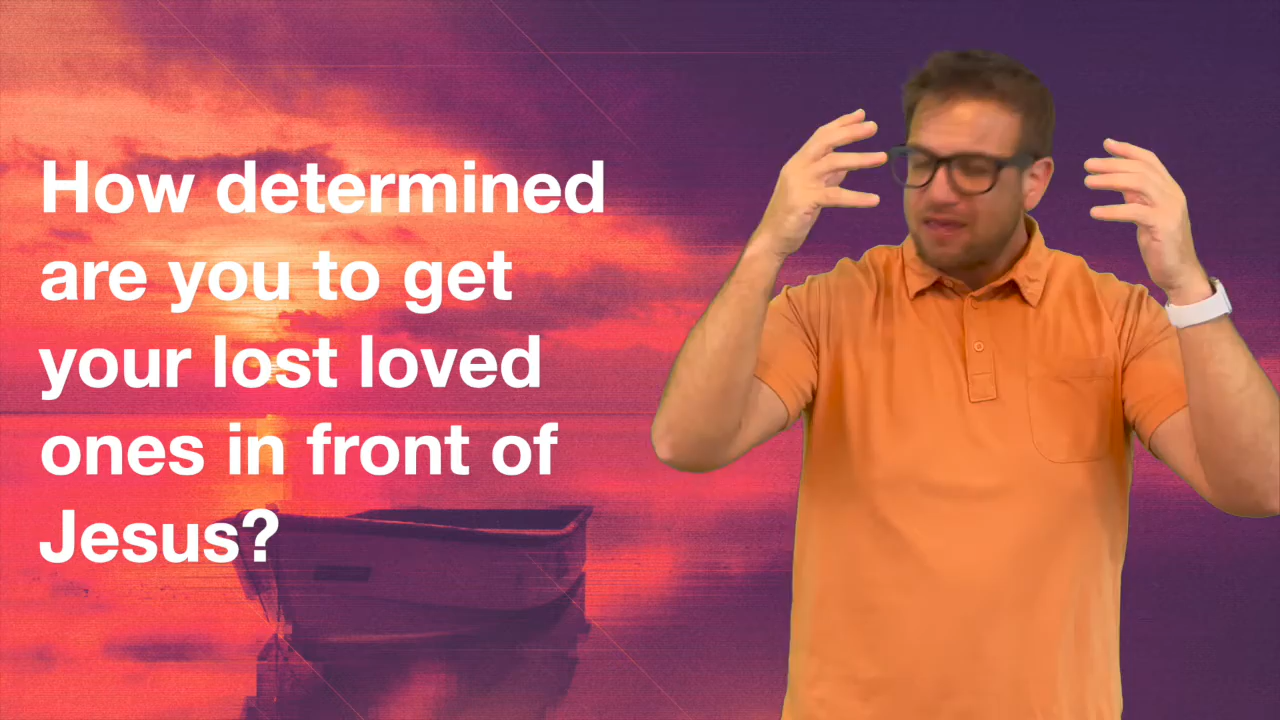 How determined
are you to get
your lost loved
ones in front of
Jesus?